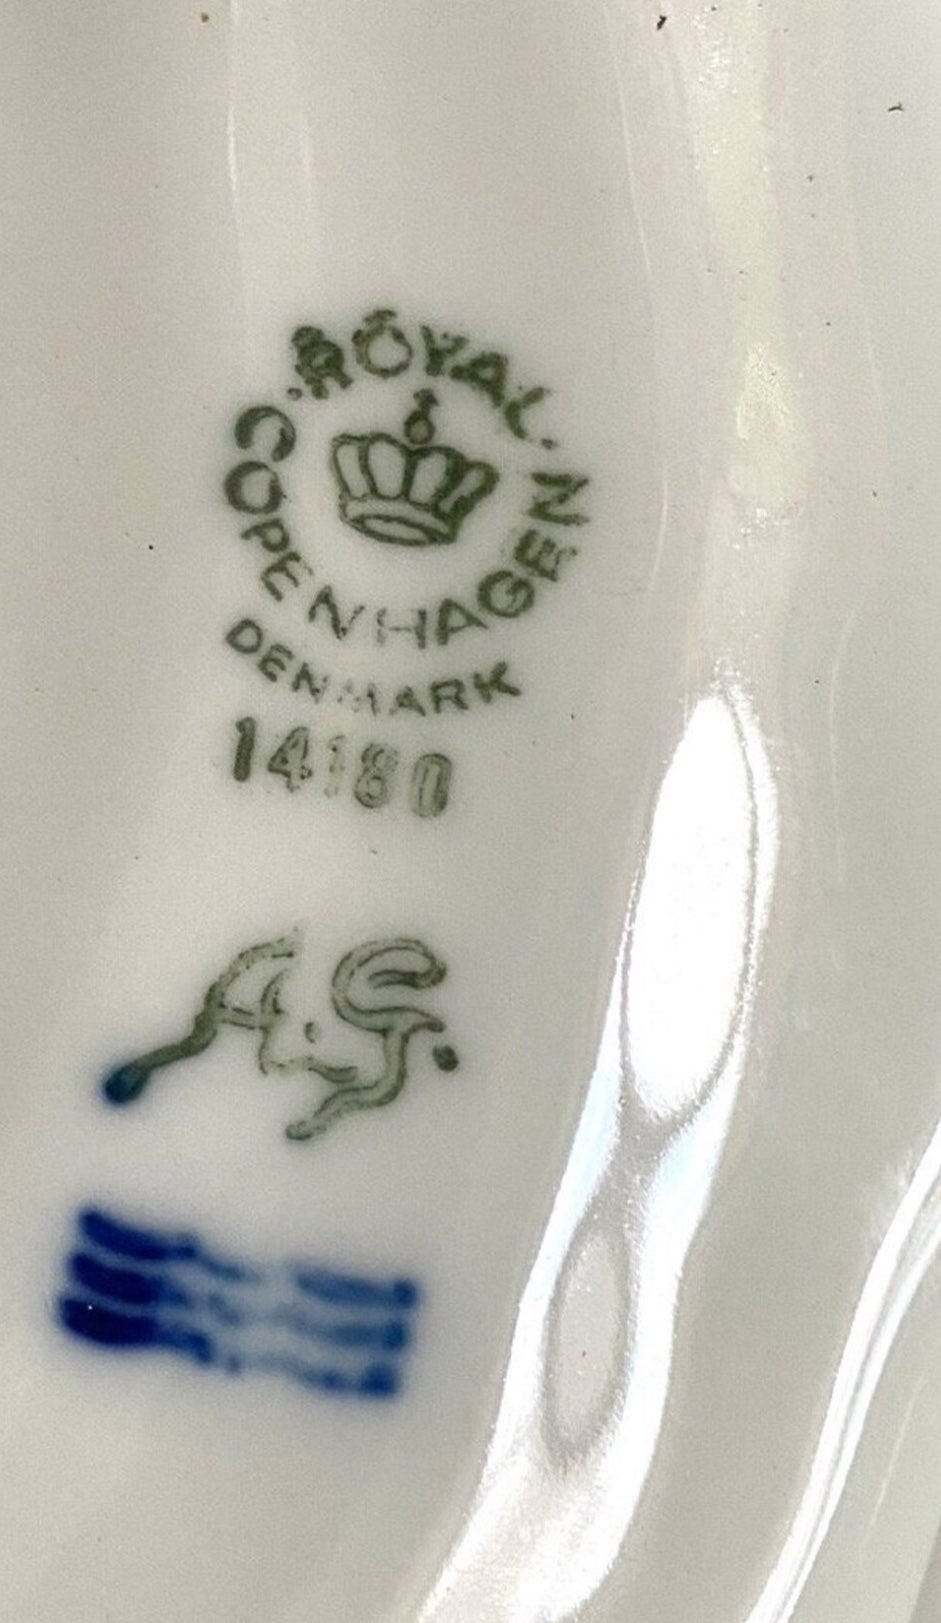 ROYAL.
COPENHAGEN
DENMARK
14180
A.G.